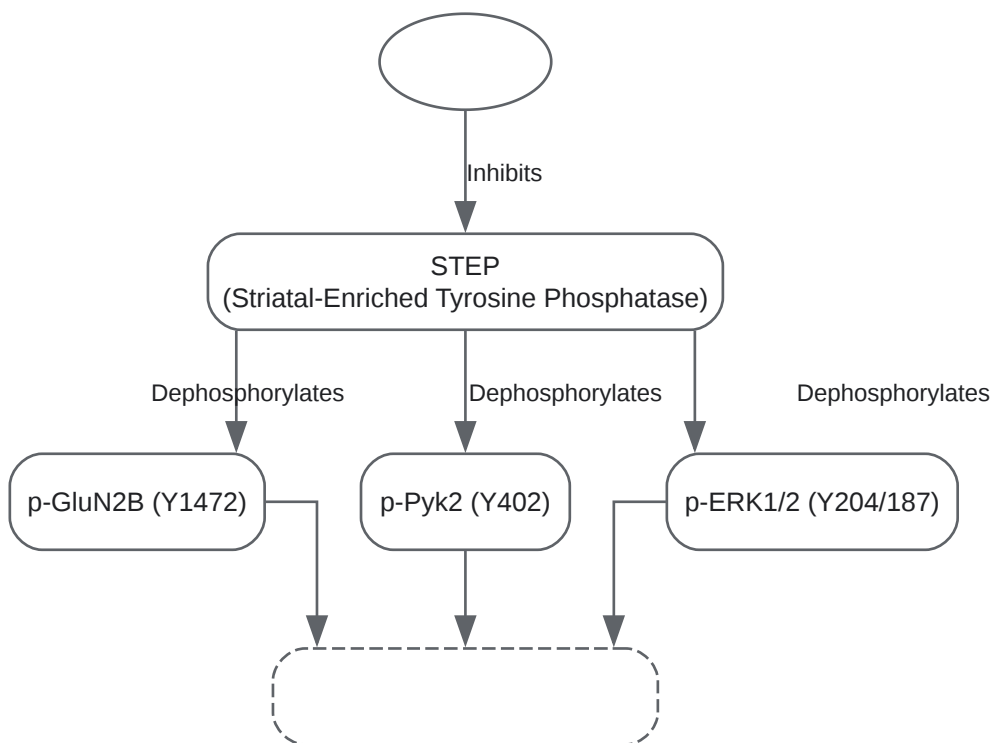 Inhibits
STEP
(Striatal-Enriched Tyrosine Phosphatase)
Dephosphorylates
Dephosphorylates
Dephosphorylates
p-GluN2B (Y1472)
p-Pyk2 (Y402)
p-ERK1/2 (Y204/187)